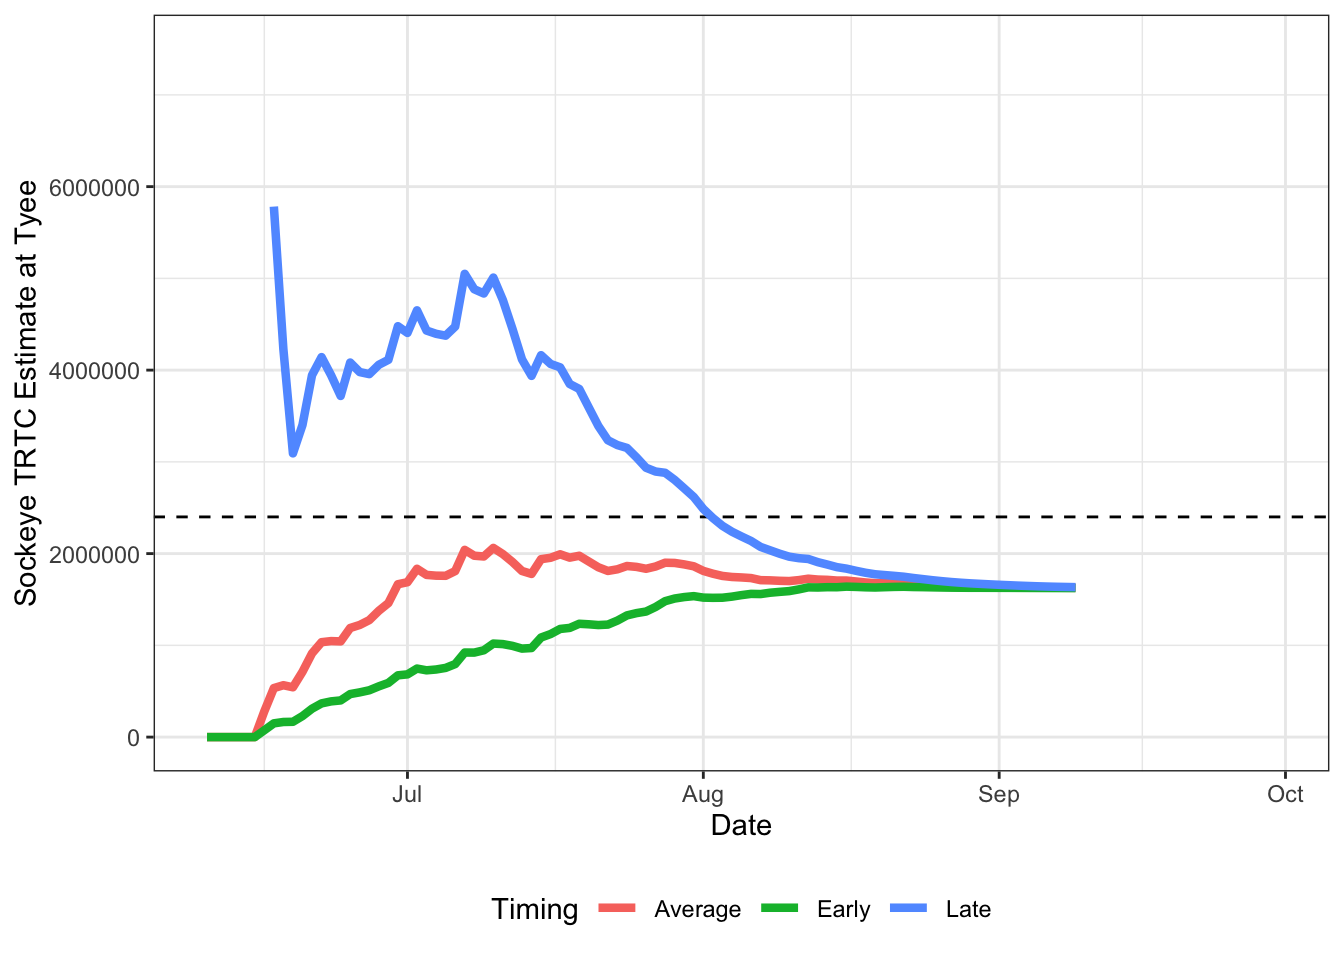 Sockeye TRTC Estimate at Tyee
6000000
4000000
2000000
0
Jul Aug Sep Oct
Date
Timing Average Early Late